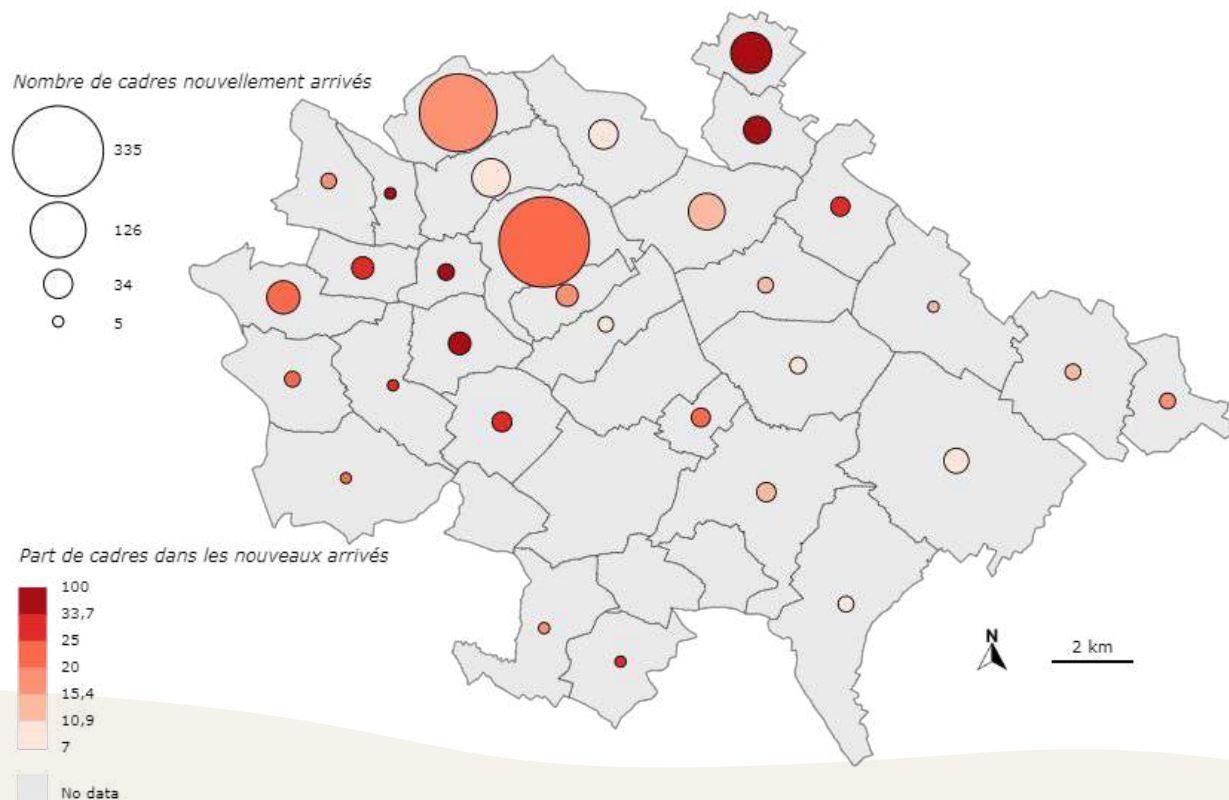 Nombre de cadres nouvellement arrivés
335
126
34
5
Part de cadres dans les nouveaux arrivés
100
33,7
25
20
15,4
10,9
7
No data
N
2 km